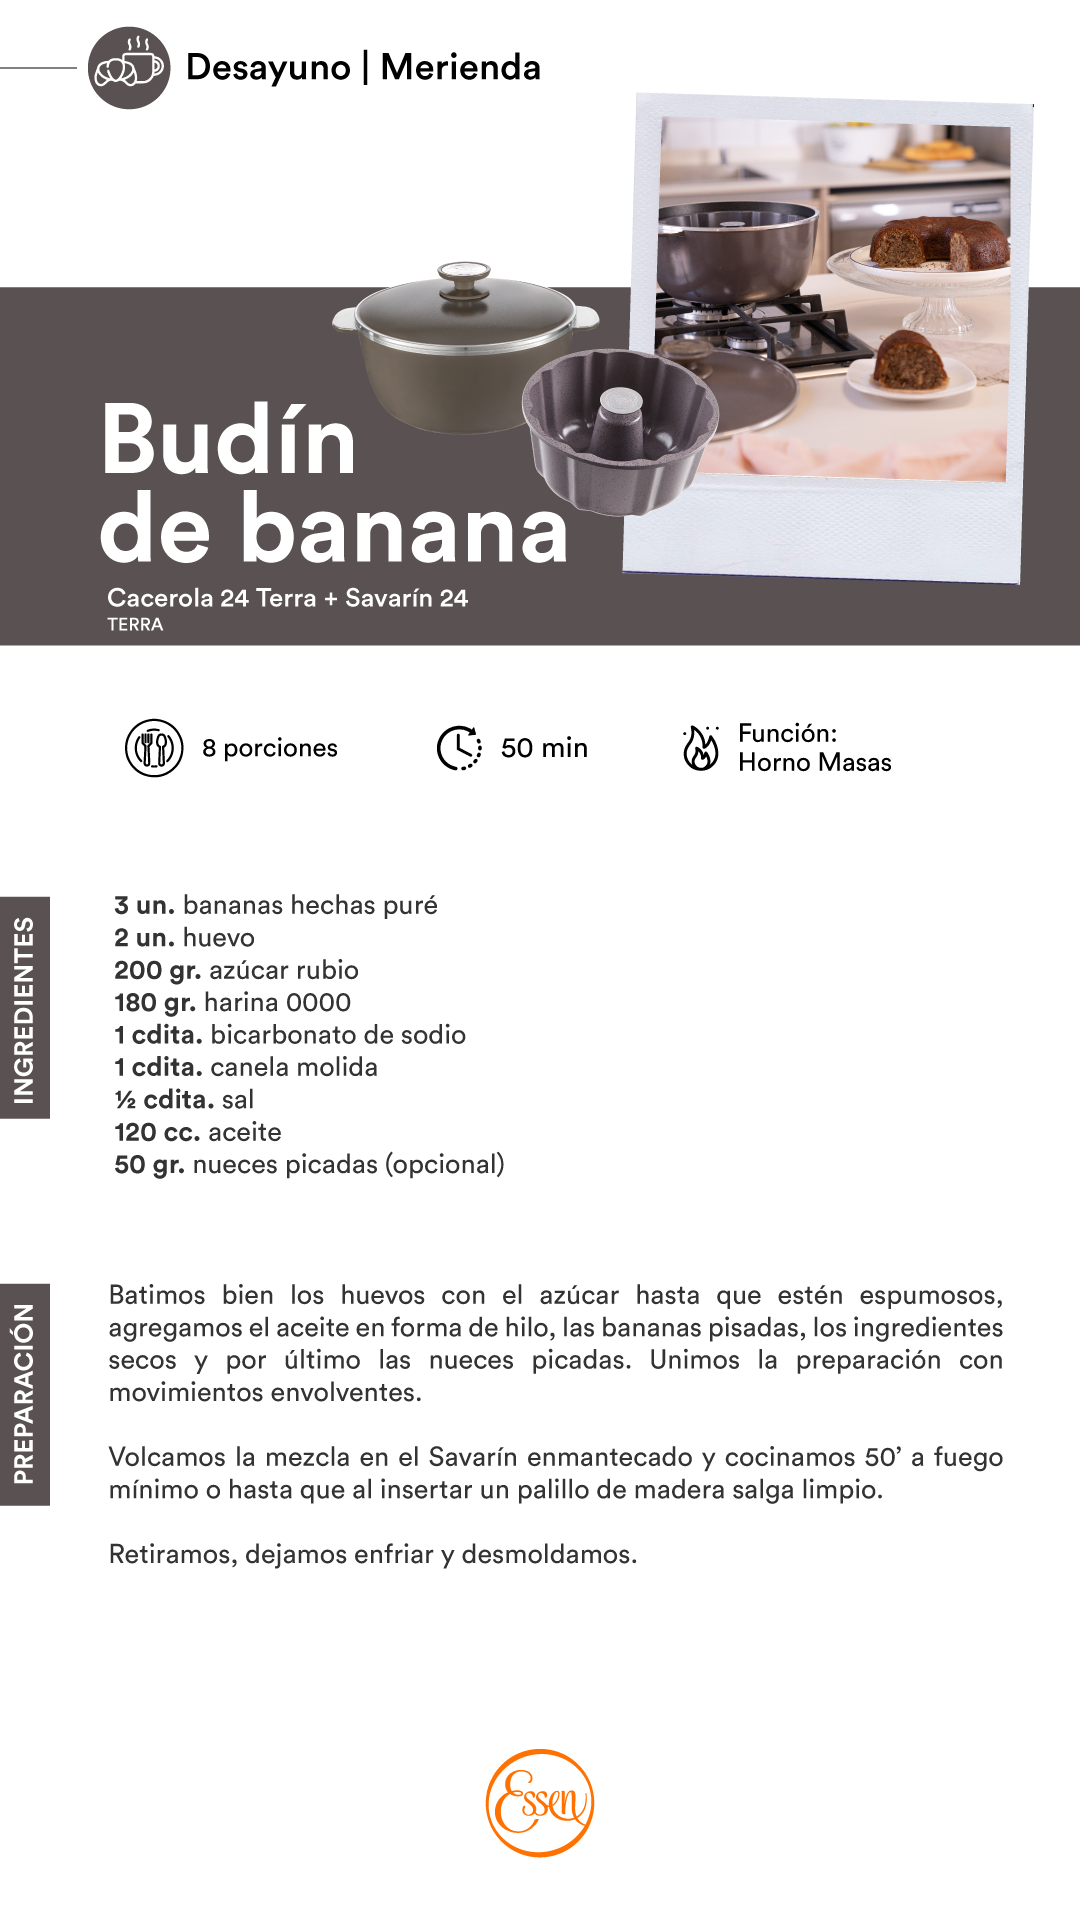 Desayuno | Merienda
Budín
de banana
Cacerola 24 Terra + Savarín 24
TERRA
8 porciones
50 min
Función:
Horno Masas
INGREDIENTES
3 un. bananas hechas puré
2 un. huevo
200 gr. azúcar rubio
180 gr. harina 0000
1 cdita. bicarbonato de sodio
1 cdita. canela molida
½ cdita. sal
120 cc. aceite
50 gr. nueces picadas (opcional)
PREPARACIÓN
Batimos bien los huevos con el azúcar hasta que estén espumosos,
agregamos el aceite en forma de hilo, las bananas pisadas, los ingredientes
secos y por último las nueces picadas. Unimos la preparación con
movimientos envolventes.
Volcamos la mezcla en el Savarín enmantecado y cocinamos 50’ a fuego
mínimo o hasta que al insertar un palillo de madera salga limpio.
Retiramos, dejamos enfriar y desmoldamos.
Essen